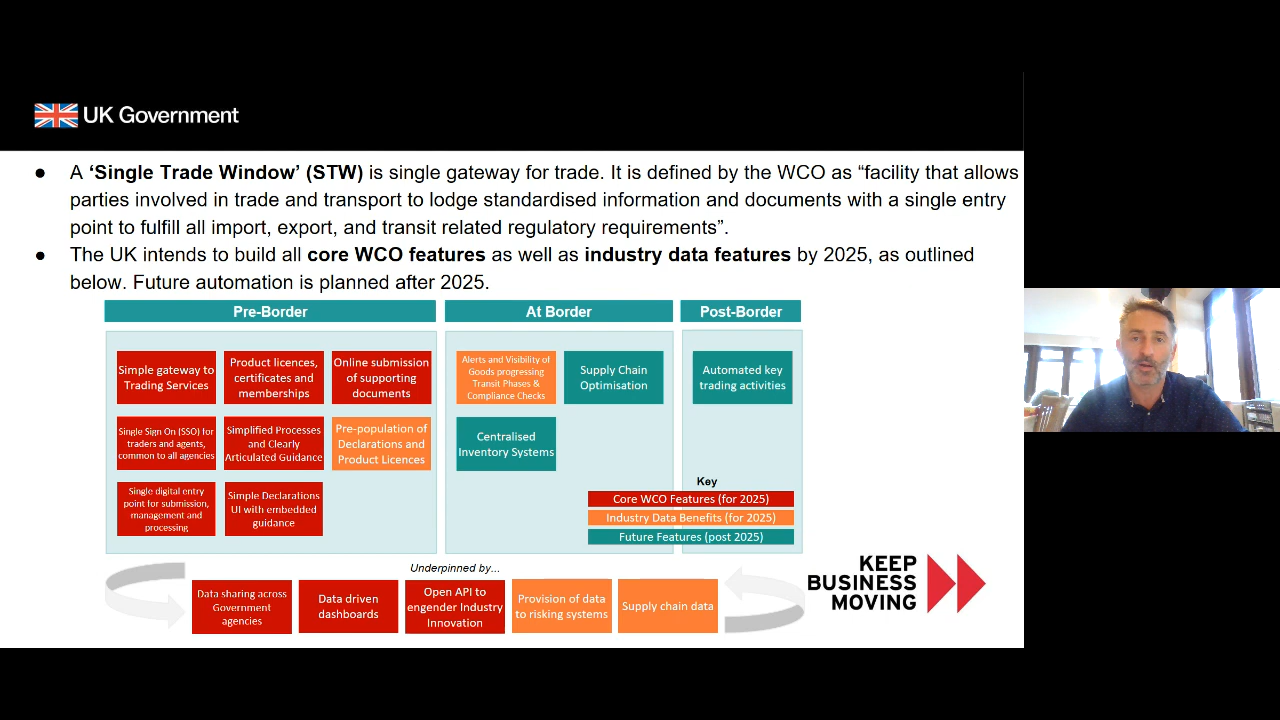 UK Government
● A ‘Single Trade Window’ (STW) is single gateway for trade. It is defined by the WCO as “facility that allows
parties involved in trade and transport to lodge standardised information and documents with a single entry
point to fulfill all import, export, and transit related regulatory requirements”.
● The UK intends to build all core WCO features as well as industry data features by 2025, as outlined
below. Future automation is planned after 2025.
Pre-Border
At Border
Post-Border
Simple gateway to
Trading Services
Product licences,
certificates and
memberships
Online submission
of supporting
documents
Alerts and Visibility of
Goods progressing
Transit Phases &
Compliance Checks
Supply Chain
Optimisation
Automated key
trading activities
Single Sign On (SSO) for
traders and agents,
common to all agencies
Simplified Processes
and Clearly
Articulated Guidance
Pre-population of
Declarations and
Product Licences
Centralised
Inventory Systems
Single digital entry
point for submission,
management and
processing
Simple Declarations
UI with embedded
guidance
Key
Core WCO Features (for 2025)
Industry Data Benefits (for 2025)
Future Features (post 2025)
Underpinned by...
Data sharing across
Government
agencies
Data driven
dashboards
Open API to
engender Industry
Innovation
Provision of data
to risking systems
Supply chain data
KEEP
BUSINESS
MOVING